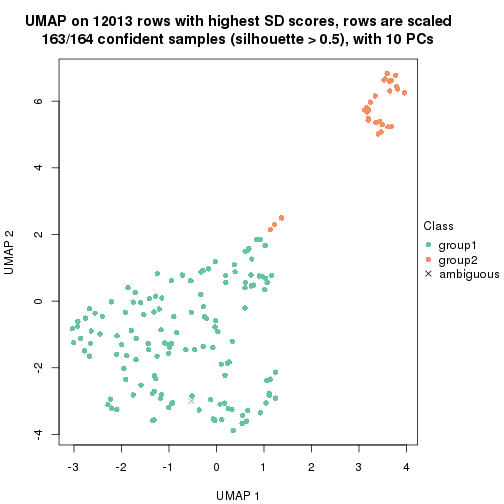 UMAP on 12013 rows with highest SD scores, rows are scaled
163/164 confident samples (silhouette > 0.5), with 10 PCs
6
4
2
0
-2
-4
UMAP 2
-3 -2 -1 0 1 2 3 4
UMAP 1
Class
group1
group2
ambiguous